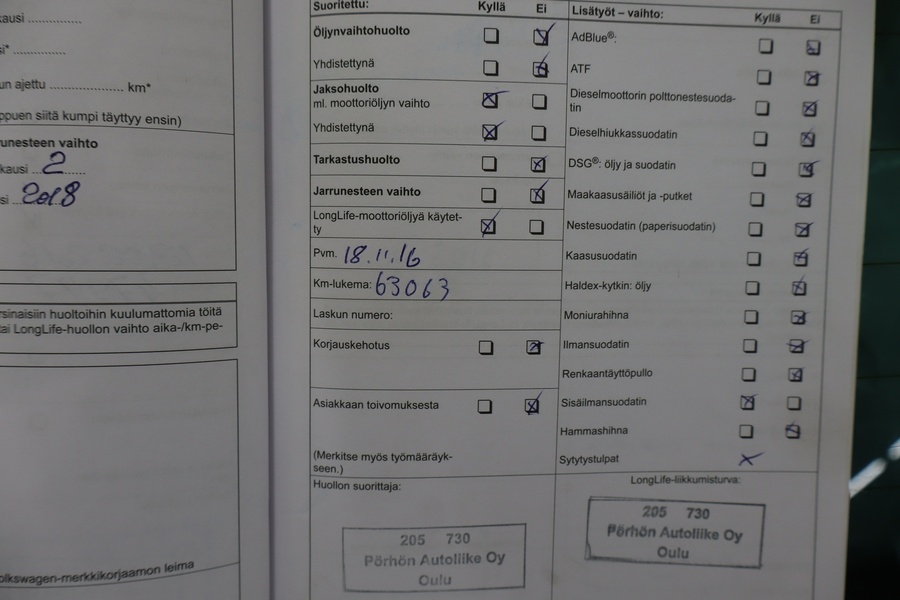 kausi ..............
si* ..............
un ajettu .................... km*
ppuen siitä kumpi täyttyy ensin)
runesteen vaihto
kausi ...2......
si ..2018
rsinaisiin huoltoihin kuulumattomia töitä
tai LongLife-huollon vaihto aika-/km-pe-
olkswagen-merkkikorjaamon leima
Suoritettu: Kyllä Ei
Öljynvaihtohuolto
Yhdistettynä
Jaksohuolto
ml. moottoriöljyn vaihto
Yhdistettynä
Tarkastushuolto
Jarrunesteen vaihto
LongLife-moottoriöljyä käytet-
ty
Pvm. 18.11.16
Km-lukema: 63063
Laskun numero:
Korjauskehotus
Asiakkaan toivomuksesta
(Merkitse myös työmääräyk-
seen.)
Huollon suorittaja:
205 730
Pörhön Autoliike Oy
Oulu
Lisätyöt – vaihto: Kyllä Ei
AdBlue®:
ATF
Dieselmoottorin polttonestesuoda-
tin
Dieselhiukkassuodatin
DSG®: öljy ja suodatin
Maakaasusäiliöt ja -putket
Nestesuodatin (paperisuodatin)
Kaasusuodatin
Haldex-kytkin: öljy
Moniurahihna
Ilmansuodatin
Renkaantäyttöpullo
Sisäilmansuodatin
Hammashihna
Sytytystulpat X
LongLife-liikkumisturva:
205 730
Pörhön Autoliike Oy
Oulu